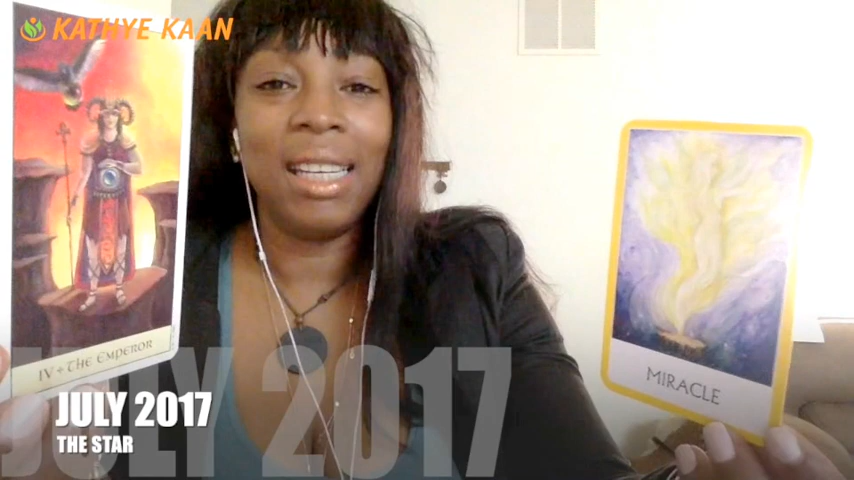 KATHYE KAAN
IV ✦ THE EMPEROR
MIRACLE
JULY 2017
JULY 2017
THE STAR